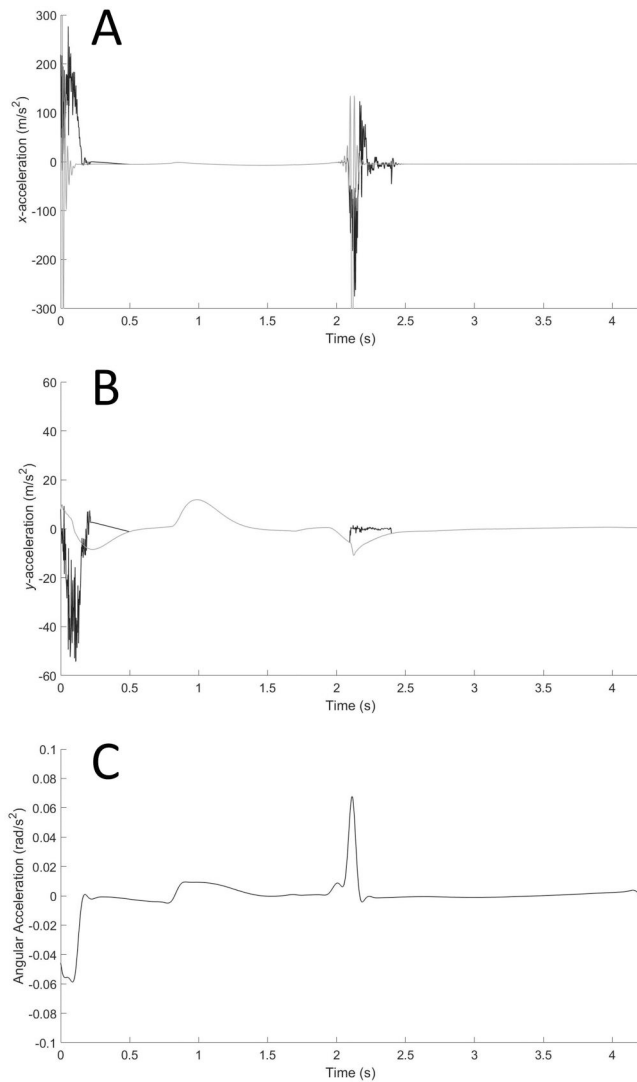 A
300
200
100
0
-100
-200
-300
x-acceleration (m/s²)
0 0.5 1 1.5 2 2.5 3 3.5 4
Time (s)
B
60
40
20
0
-20
-40
-60
y-acceleration (m/s²)
0 0.5 1 1.5 2 2.5 3 3.5 4
Time (s)
C
0.1
0.08
0.06
0.04
0.02
0
-0.02
-0.04
-0.06
-0.08
-0.1
Angular Acceleration (rad/s²)
0 0.5 1 1.5 2 2.5 3 3.5 4
Time (s)